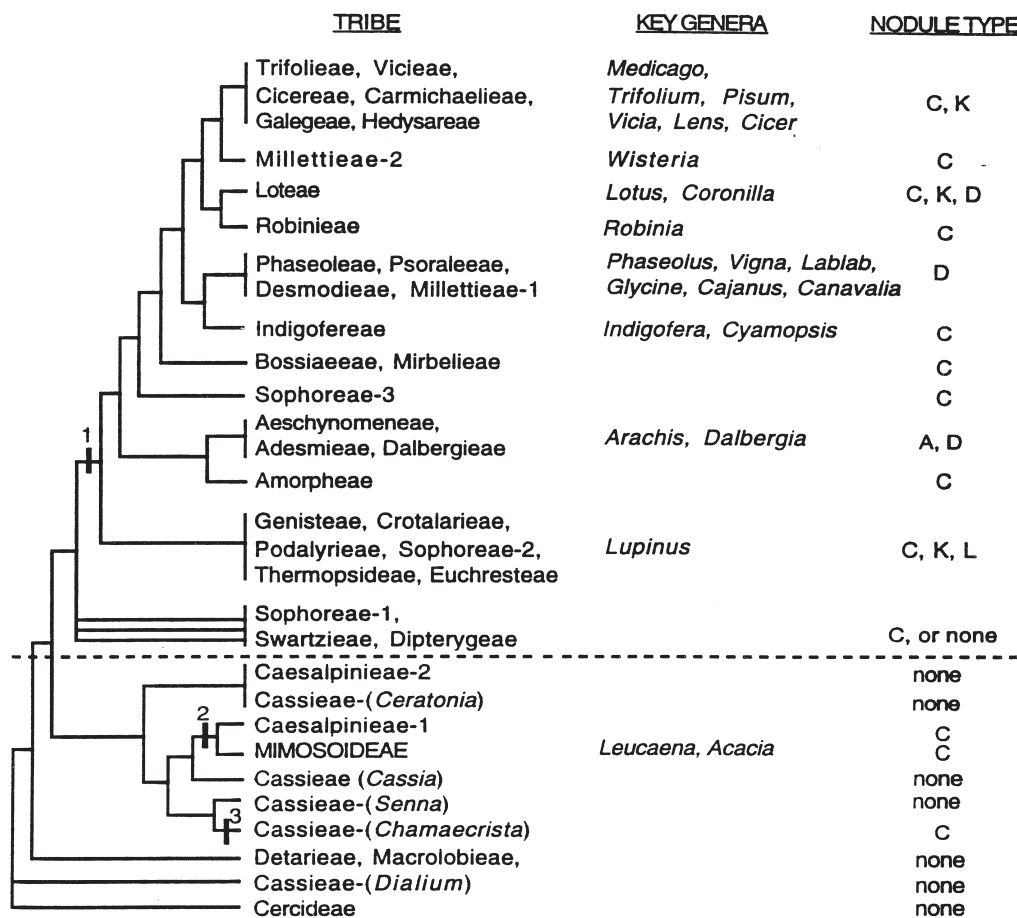 TRIBE KEY GENERA NODULE TYPE
Trifolieae, Vicieae, Medicago,
Cicereae, Carmichaelieae, Trifolium, Pisum, C, K
Galegeae, Hedysareae Vicia, Lens, Cicer
Millettieae-2 Wisteria C
Loteae Lotus, Coronilla C, K, D
Robinieae Robinia C
Phaseoleae, Psoraleeae, Phaseolus, Vigna, Lablab, D
Desmodieae, Millettieae-1 Glycine, Cajanus, Canavalia
Indigofereae Indigofera, Cyamopsis C
Bossiaeeae, Mirbelieae C
Sophoreae-3 C
Aeschynomeneae,
Adesmieae, Dalbergieae Arachis, Dalbergia A, D
1
Amorpheae C
Genisteae, Crotalarieae,
Podalyrieae, Sophoreae-2, Lupinus C, K, L
Thermopsideae, Euchresteae
Sophoreae-1,
Swartzieae, Dipterygeae C, or none
Caesalpinieae-2 none
Cassieae-(Ceratonia) none
2
Caesalpinieae-1 C
MIMOSOIDEAE Leucaena, Acacia C
Cassieae (Cassia) none
Cassieae-(Senna) none
3
Cassieae-(Chamaecrista) C
Detarieae, Macrolobieae, none
Cassieae-(Dialium) none
Cercideae none